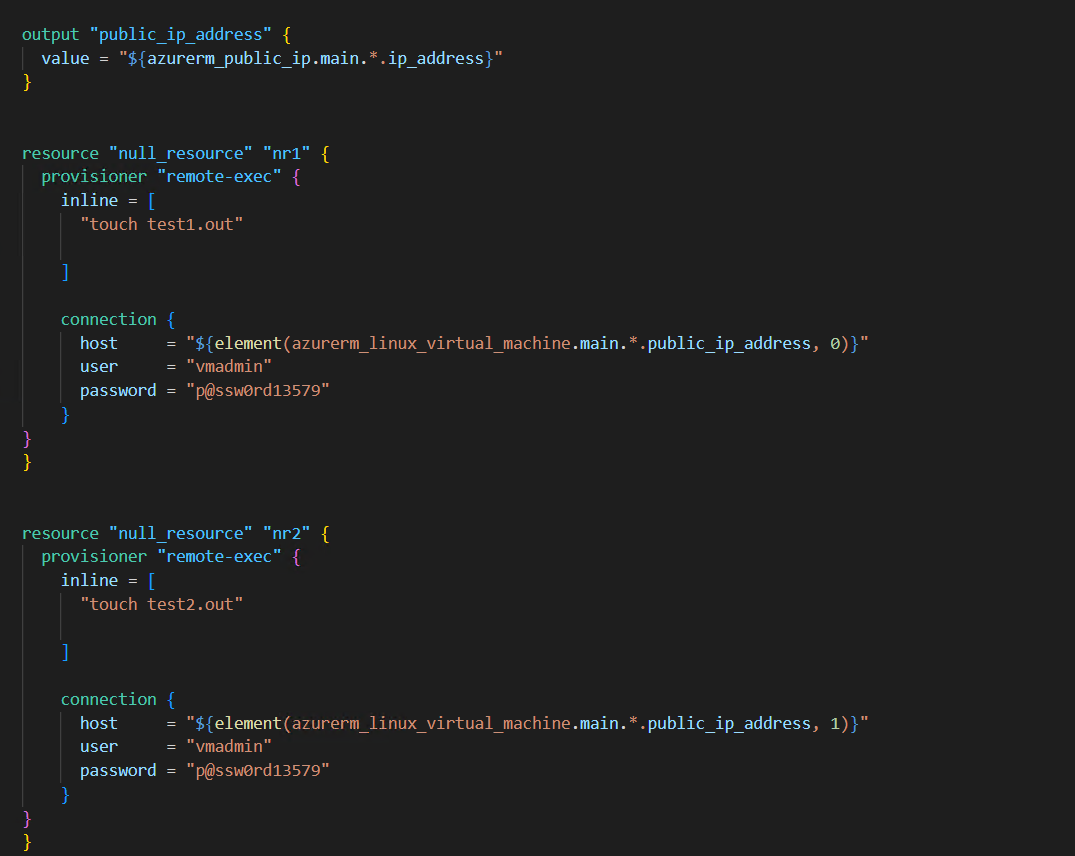 output "public_ip_address" {
  value = "${azurerm_public_ip.main.*.ip_address}"
}
resource "null_resource" "nr1" {
  provisioner "remote-exec" {
    inline = [
      "touch test1.out"
    ]
    connection {
      host     = "${element(azurerm_linux_virtual_machine.main.*.public_ip_address, 0)}"
      user     = "vmadmin"
      password = "p@ssw0rd13579"
    }
}
}
resource "null_resource" "nr2" {
  provisioner "remote-exec" {
    inline = [
      "touch test2.out"
    ]
    connection {
      host     = "${element(azurerm_linux_virtual_machine.main.*.public_ip_address, 1)}"
      user     = "vmadmin"
      password = "p@ssw0rd13579"
    }
}
}